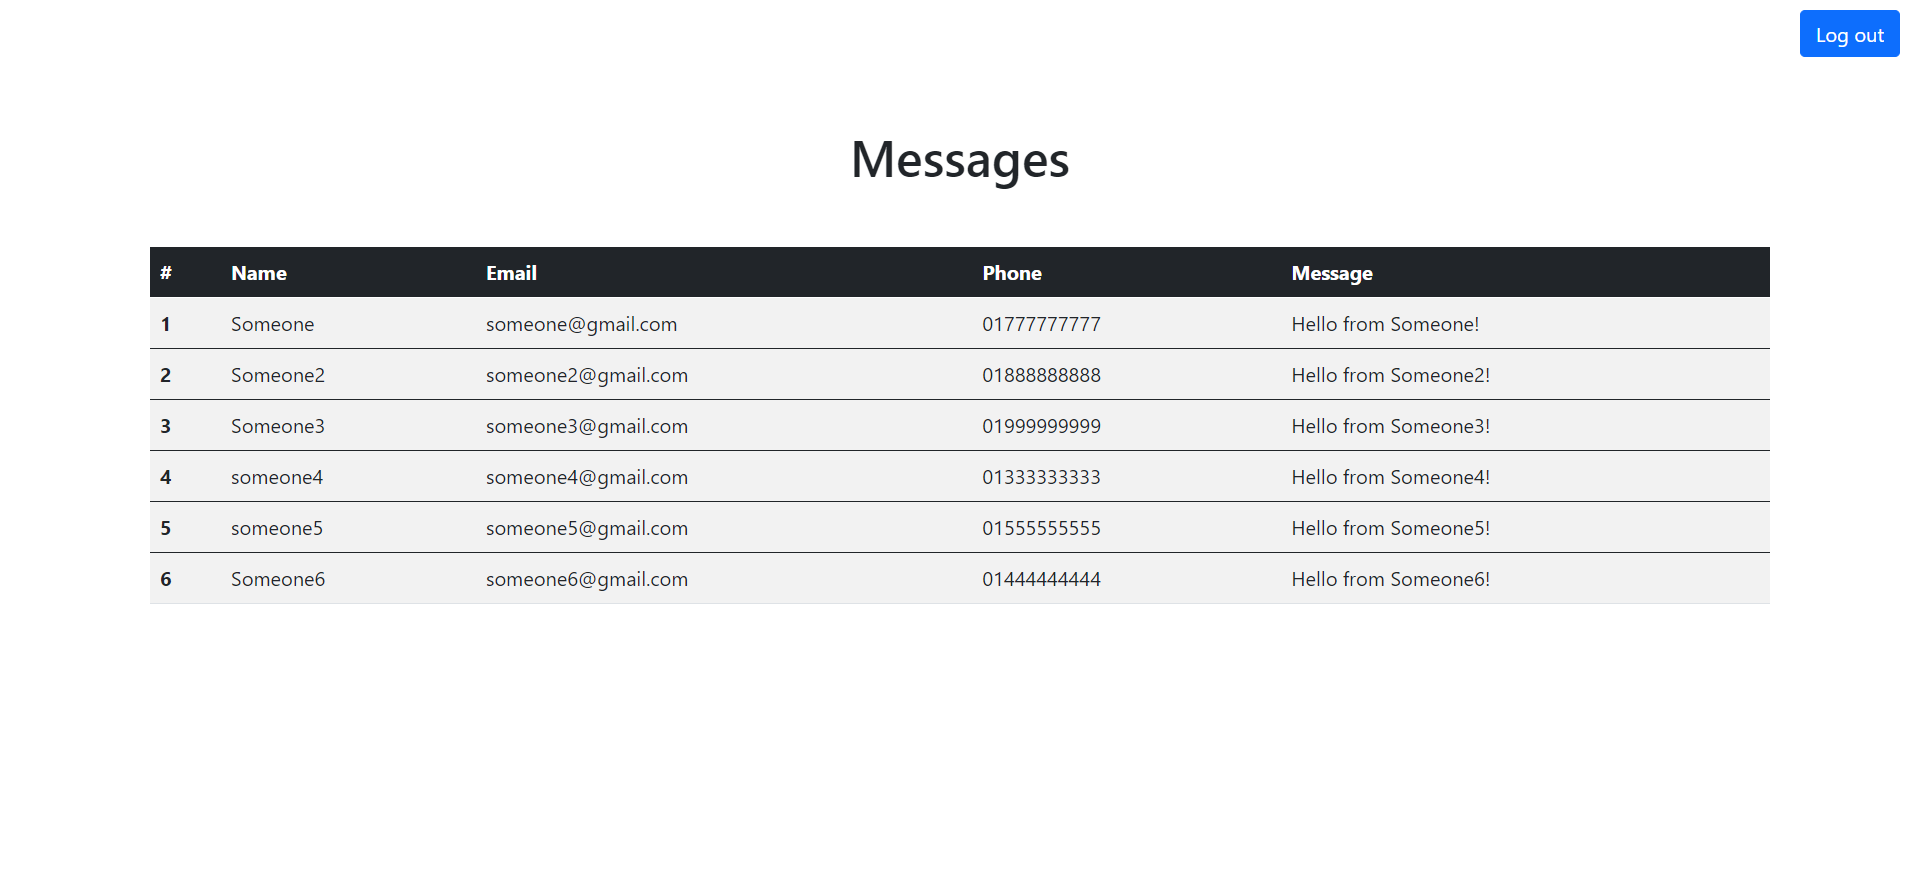 Log out
Messages
# Name Email Phone Message
1 Someone someone@gmail.com 01777777777 Hello from Someone!
2 Someone2 someone2@gmail.com 01888888888 Hello from Someone2!
3 Someone3 someone3@gmail.com 01999999999 Hello from Someone3!
4 someone4 someone4@gmail.com 01333333333 Hello from Someone4!
5 someone5 someone5@gmail.com 01555555555 Hello from Someone5!
6 Someone6 someone6@gmail.com 01444444444 Hello from Someone6!